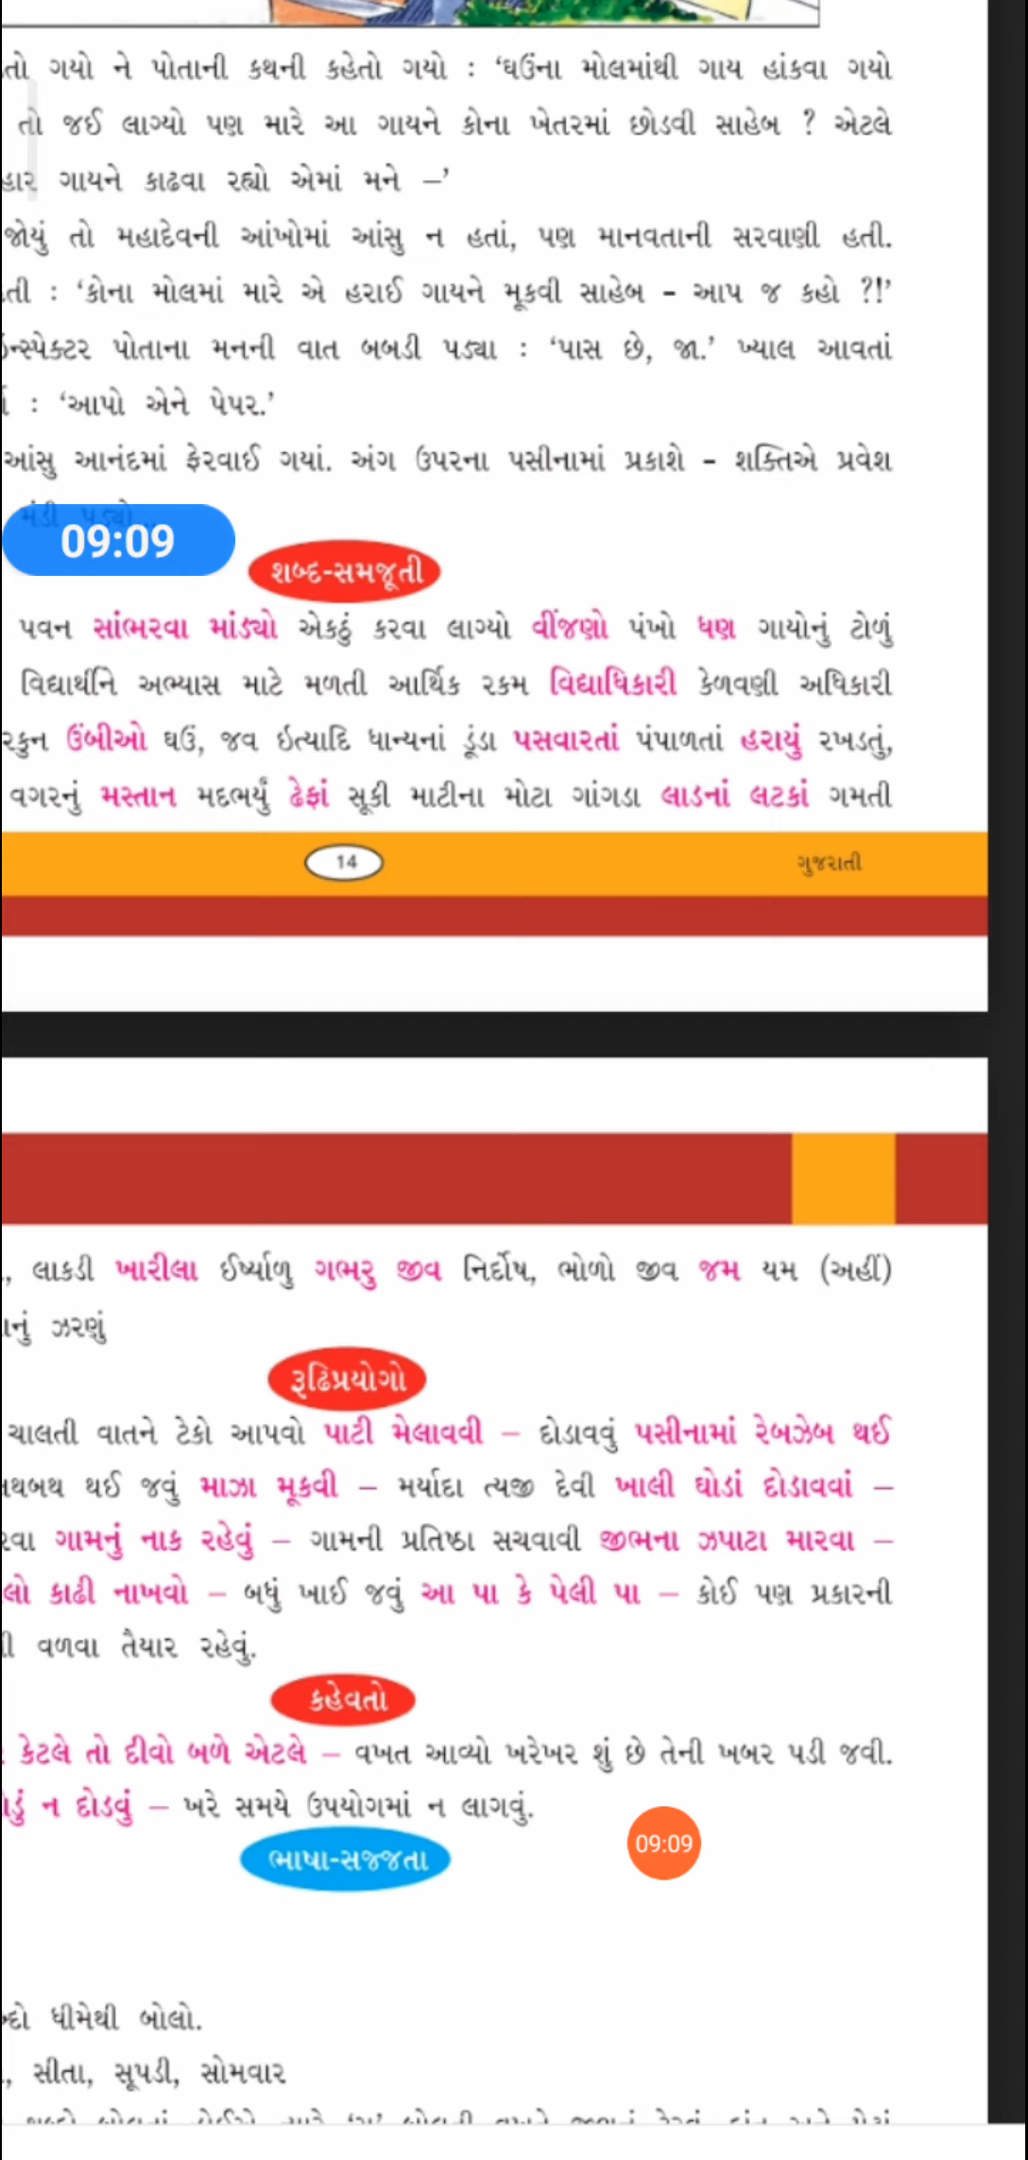 ગયો ને પોતાની કથની કહેતો ગયો : ‘ઘઉંના મોલમાંથી ગાય હાંકવા ગયો
તો જઈ લાગ્યો પણ મારે આ ગાયને કોના ખેતરમાં છોડવી સાહેબ ? એટલે
ગાયને કાઢવા રહ્યો એમાં મને –’
જોયું તો મહાદેવની આંખોમાં આંસુ ન હતાં, પણ માનવતાની સરવાણી હતી.
: ‘કોના મોલમાં મારે એ હરાઈ ગાયને મૂકવી સાહેબ - આપ જ કહો ?!’
પોતાના મનની વાત બબડી પડ્યા : ‘પાસ છે, જા.’ ખ્યાલ આવતાં
: ‘આપો એને પેપર.’
આંસુ આનંદમાં ફેરવાઈ ગયાં. અંગ ઉપરના પસીનામાં પ્રકાશે - શક્તિએ પ્રવેશ
09:09
શબ્દ-સમજૂતી
પવન સાંભરવા માંડ્યો એકઠું કરવા લાગ્યો વીંજણો પંખો ધણ ગાયોનું ટોળું
વિદ્યાર્થીને અભ્યાસ માટે મળતી આર્થિક રકમ વિદ્યાધિકારી કેળવણી અધિકારી
ઉંબીઓ ઘઉં, જવ ઇત્યાદિ ધાન્યનાં ડૂંડા પસવારતાં પંપાળતાં હરાયું રખડતું,
વગરનું મસ્તાન મદભર્યું ઢેફાં સૂકી માટીના મોટા ગાંગડા લાડનાં લટકાં ગમતી
14 ગુજરાતી
, લાકડી ખારીલા ઈર્ષ્યાળુ ગભરુ જીવ નિર્દોષ, ભોળો જીવ જમ યમ (અહીં)
ઝરણું
રૂઢિપ્રયોગો
ચાલતી વાતને ટેકો આપવો પાટી મેલાવવી – દોડાવવું પસીનામાં રેબઝેબ થઈ
થઈ જવું માઝા મૂકવી – મર્યાદા ત્યજી દેવી ખાલી ઘોડાં દોડાવવાં –
ગામનું નાક રહેવું – ગામની પ્રતિષ્ઠા સચવાવી જીભના ઝપાટા મારવા –
કાઢી નાખવો – બધું ખાઈ જવું આ પા કે પેલી પા – કોઈ પણ પ્રકારની
વળવા તૈયાર રહેવું.
કહેવતો
કેટલે તો દીવો બળે એટલે – વખત આવ્યો ખરેખર શું છે તેની ખબર પડી જવી.
ન દોડવું – ખરે સમયે ઉપયોગમાં ન લાગવું.
09:09
ભાષા-સજ્જતા
ધીમેથી બોલો.
, સીતા, સૂપડી, સોમવાર